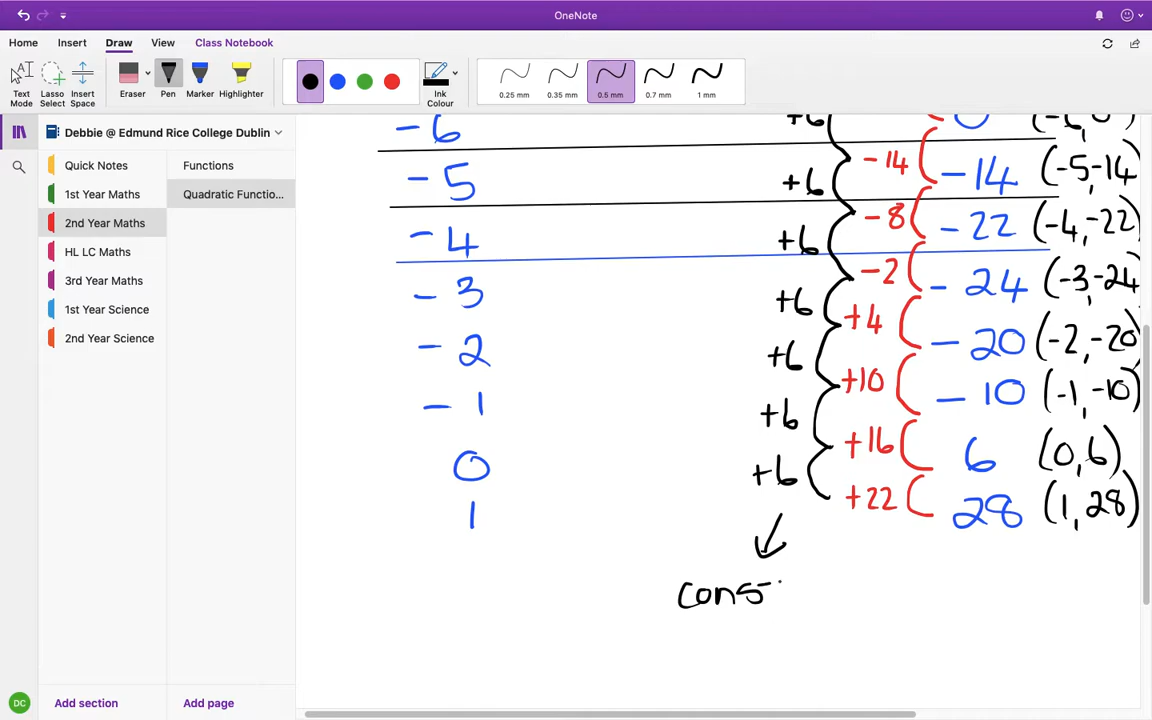 OneNote
Home Insert Draw View Class Notebook
Text Mode Lasso Select Insert Space Eraser Pen Marker Highlighter Ink Colour 0.25 mm 0.35 mm 0.5 mm 0.7 mm 1 mm
Debbie @ Edmund Rice College Dublin
Quick Notes Functions
1st Year Maths Quadratic Functio...
2nd Year Maths
HL LC Maths
3rd Year Maths
1st Year Science
2nd Year Science
-6 +6 0 (-6,0)
-5 +6 -14 -14 (-5,-14)
-4 +6 -8 -22 (-4,-22)
-3 +6 -2 -24 (-3,-24)
-2 +6 +4 -20 (-2,-20)
-1 +6 +10 -10 (-1,-10)
0 +6 +16 6 (0,6)
1 +22 28 (1,28)
cons
DC Add section Add page